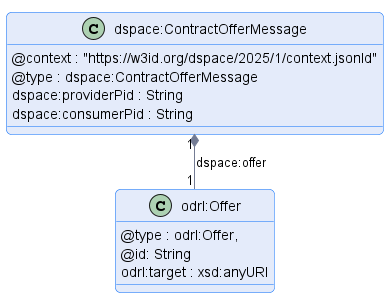 C dspace:ContractOfferMessage
@context : "https://w3id.org/dspace/2025/1/context.jsonld"
@type : dspace:ContractOfferMessage
dspace:providerPid : String
dspace:consumerPid : String
1
dspace:offer
1
C odrl:Offer
@type : odrl:Offer,
@id: String
odrl:target : xsd:anyURI